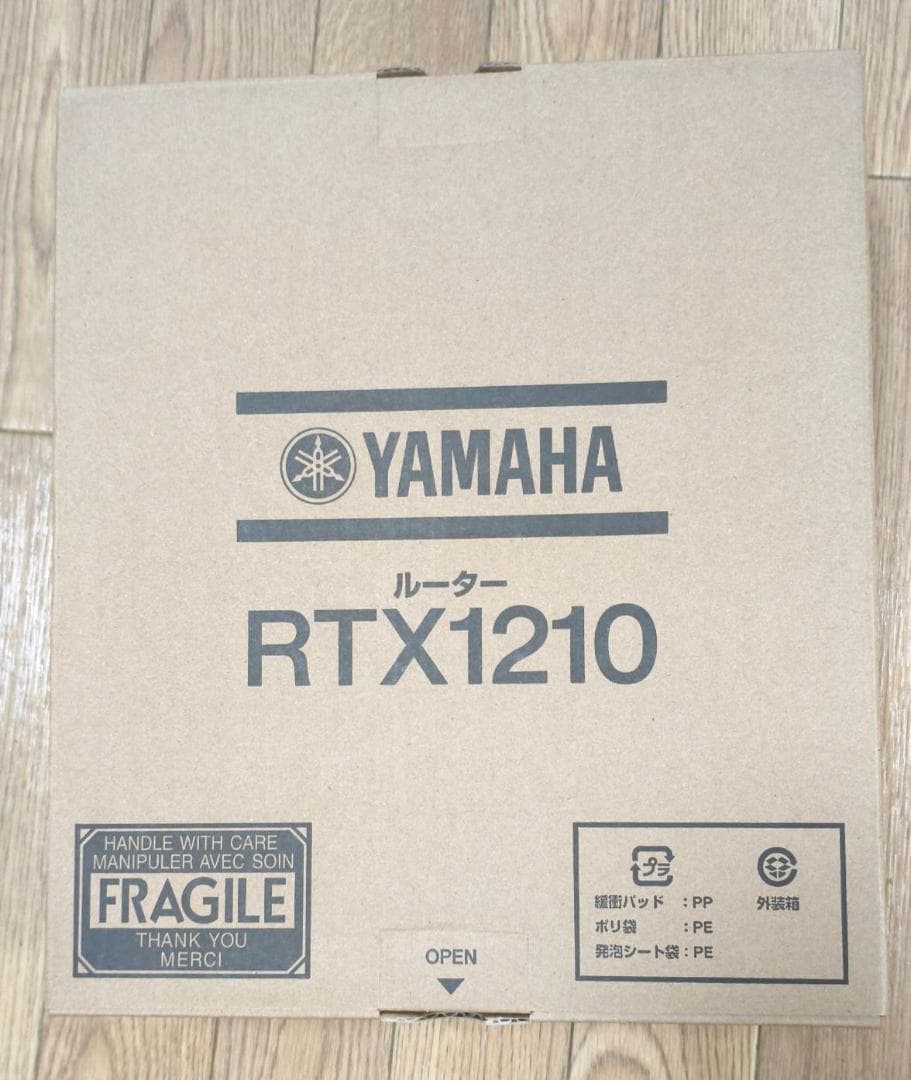 YAMAHA
ルーター
RTX1210
HANDLE WITH CARE
MANIPULER AVEC SOIN
FRAGILE
THANK YOU
MERCI
OPEN
プラ
緩衝パッド :PP
ポリ袋 :PE
発泡シート袋:PE
外装箱